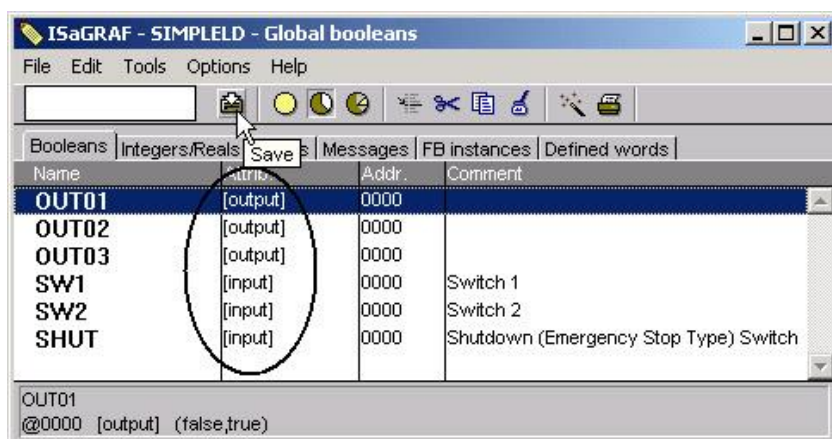 ISaGRAF - SIMPLELD - Global booleans
File Edit Tools Options Help
Booleans Integers/Reals Messages FB instances Defined words
Save
Name Attrib. Addr. Comment
OUT01 [output] 0000
OUT02 [output] 0000
OUT03 [output] 0000
SW1 [input] 0000 Switch 1
SW2 [input] 0000 Switch 2
SHUT [input] 0000 Shutdown (Emergency Stop Type) Switch
OUT01
@0000 [output] (false,true)